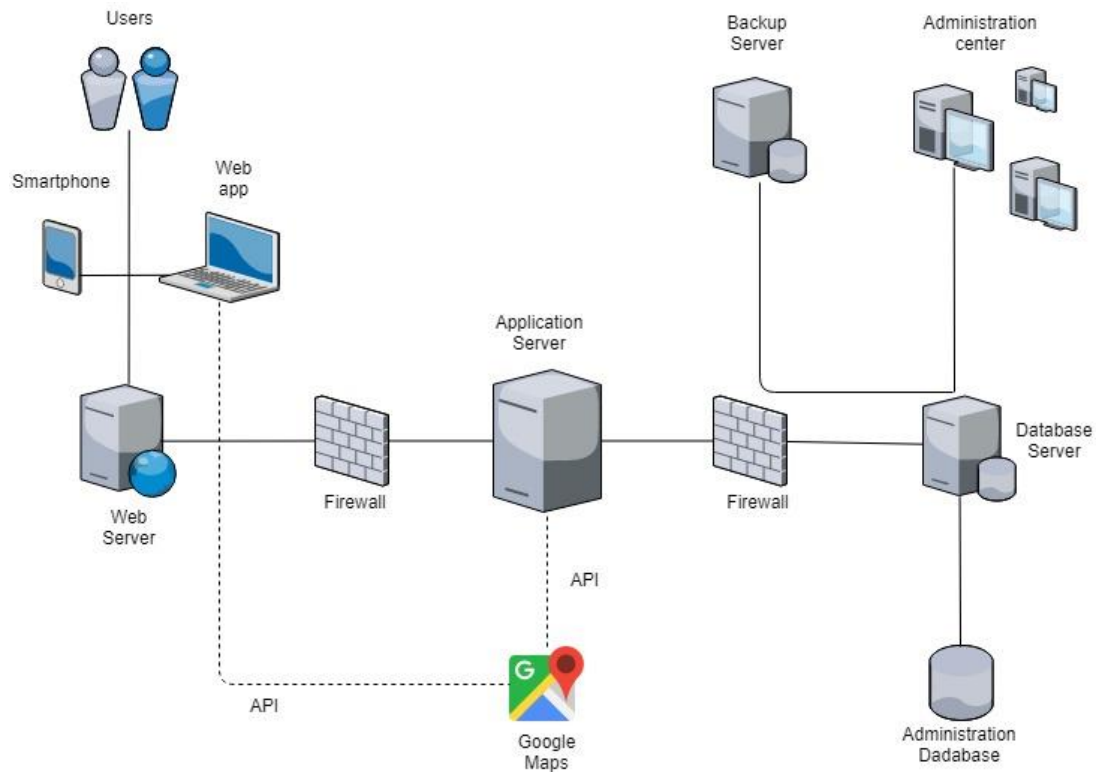 Users
Backup
Server
Administration
center
Smartphone
Web
app
Application
Server
Database
Server
Firewall
Firewall
Web
Server
API
G
API
Google
Maps
Administration
Dadabase